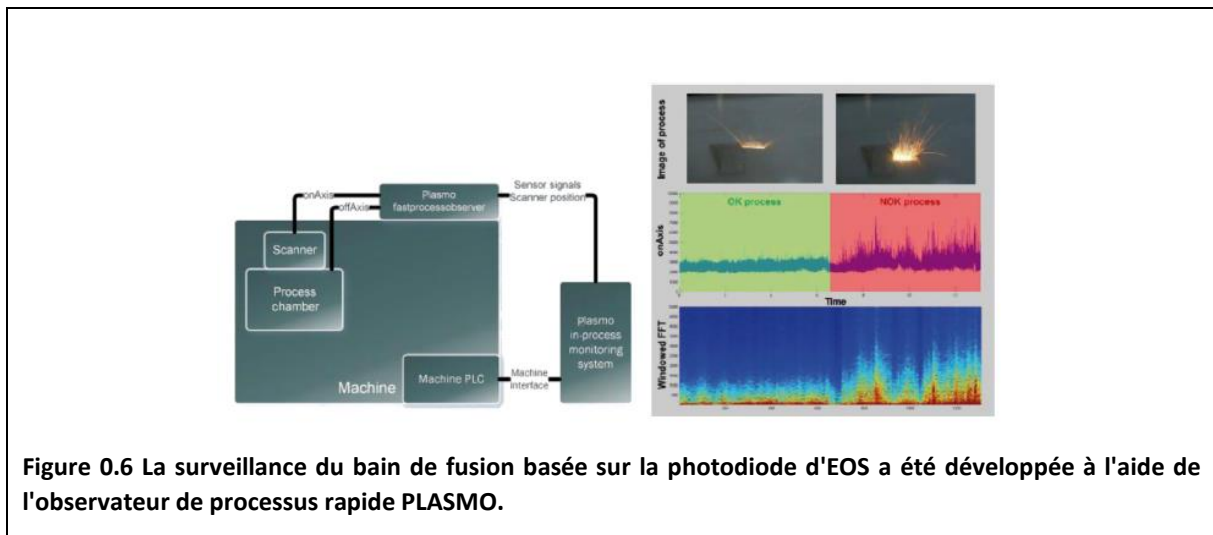 onAxis
offAxis
Plasmo
fastprocessobserver
Sensor signals
Scanner position
Scanner
Process
chamber
Plasmo
in-process
monitoring
system
Machine
Machine PLC
Machine
interface
Image of process
OK process
NOK process
onAxis
Time
Windowed FFT
Figure 0.6 La surveillance du bain de fusion basée sur la photodiode d'EOS a été développée à l'aide de
l'observateur de processus rapide PLASMO.